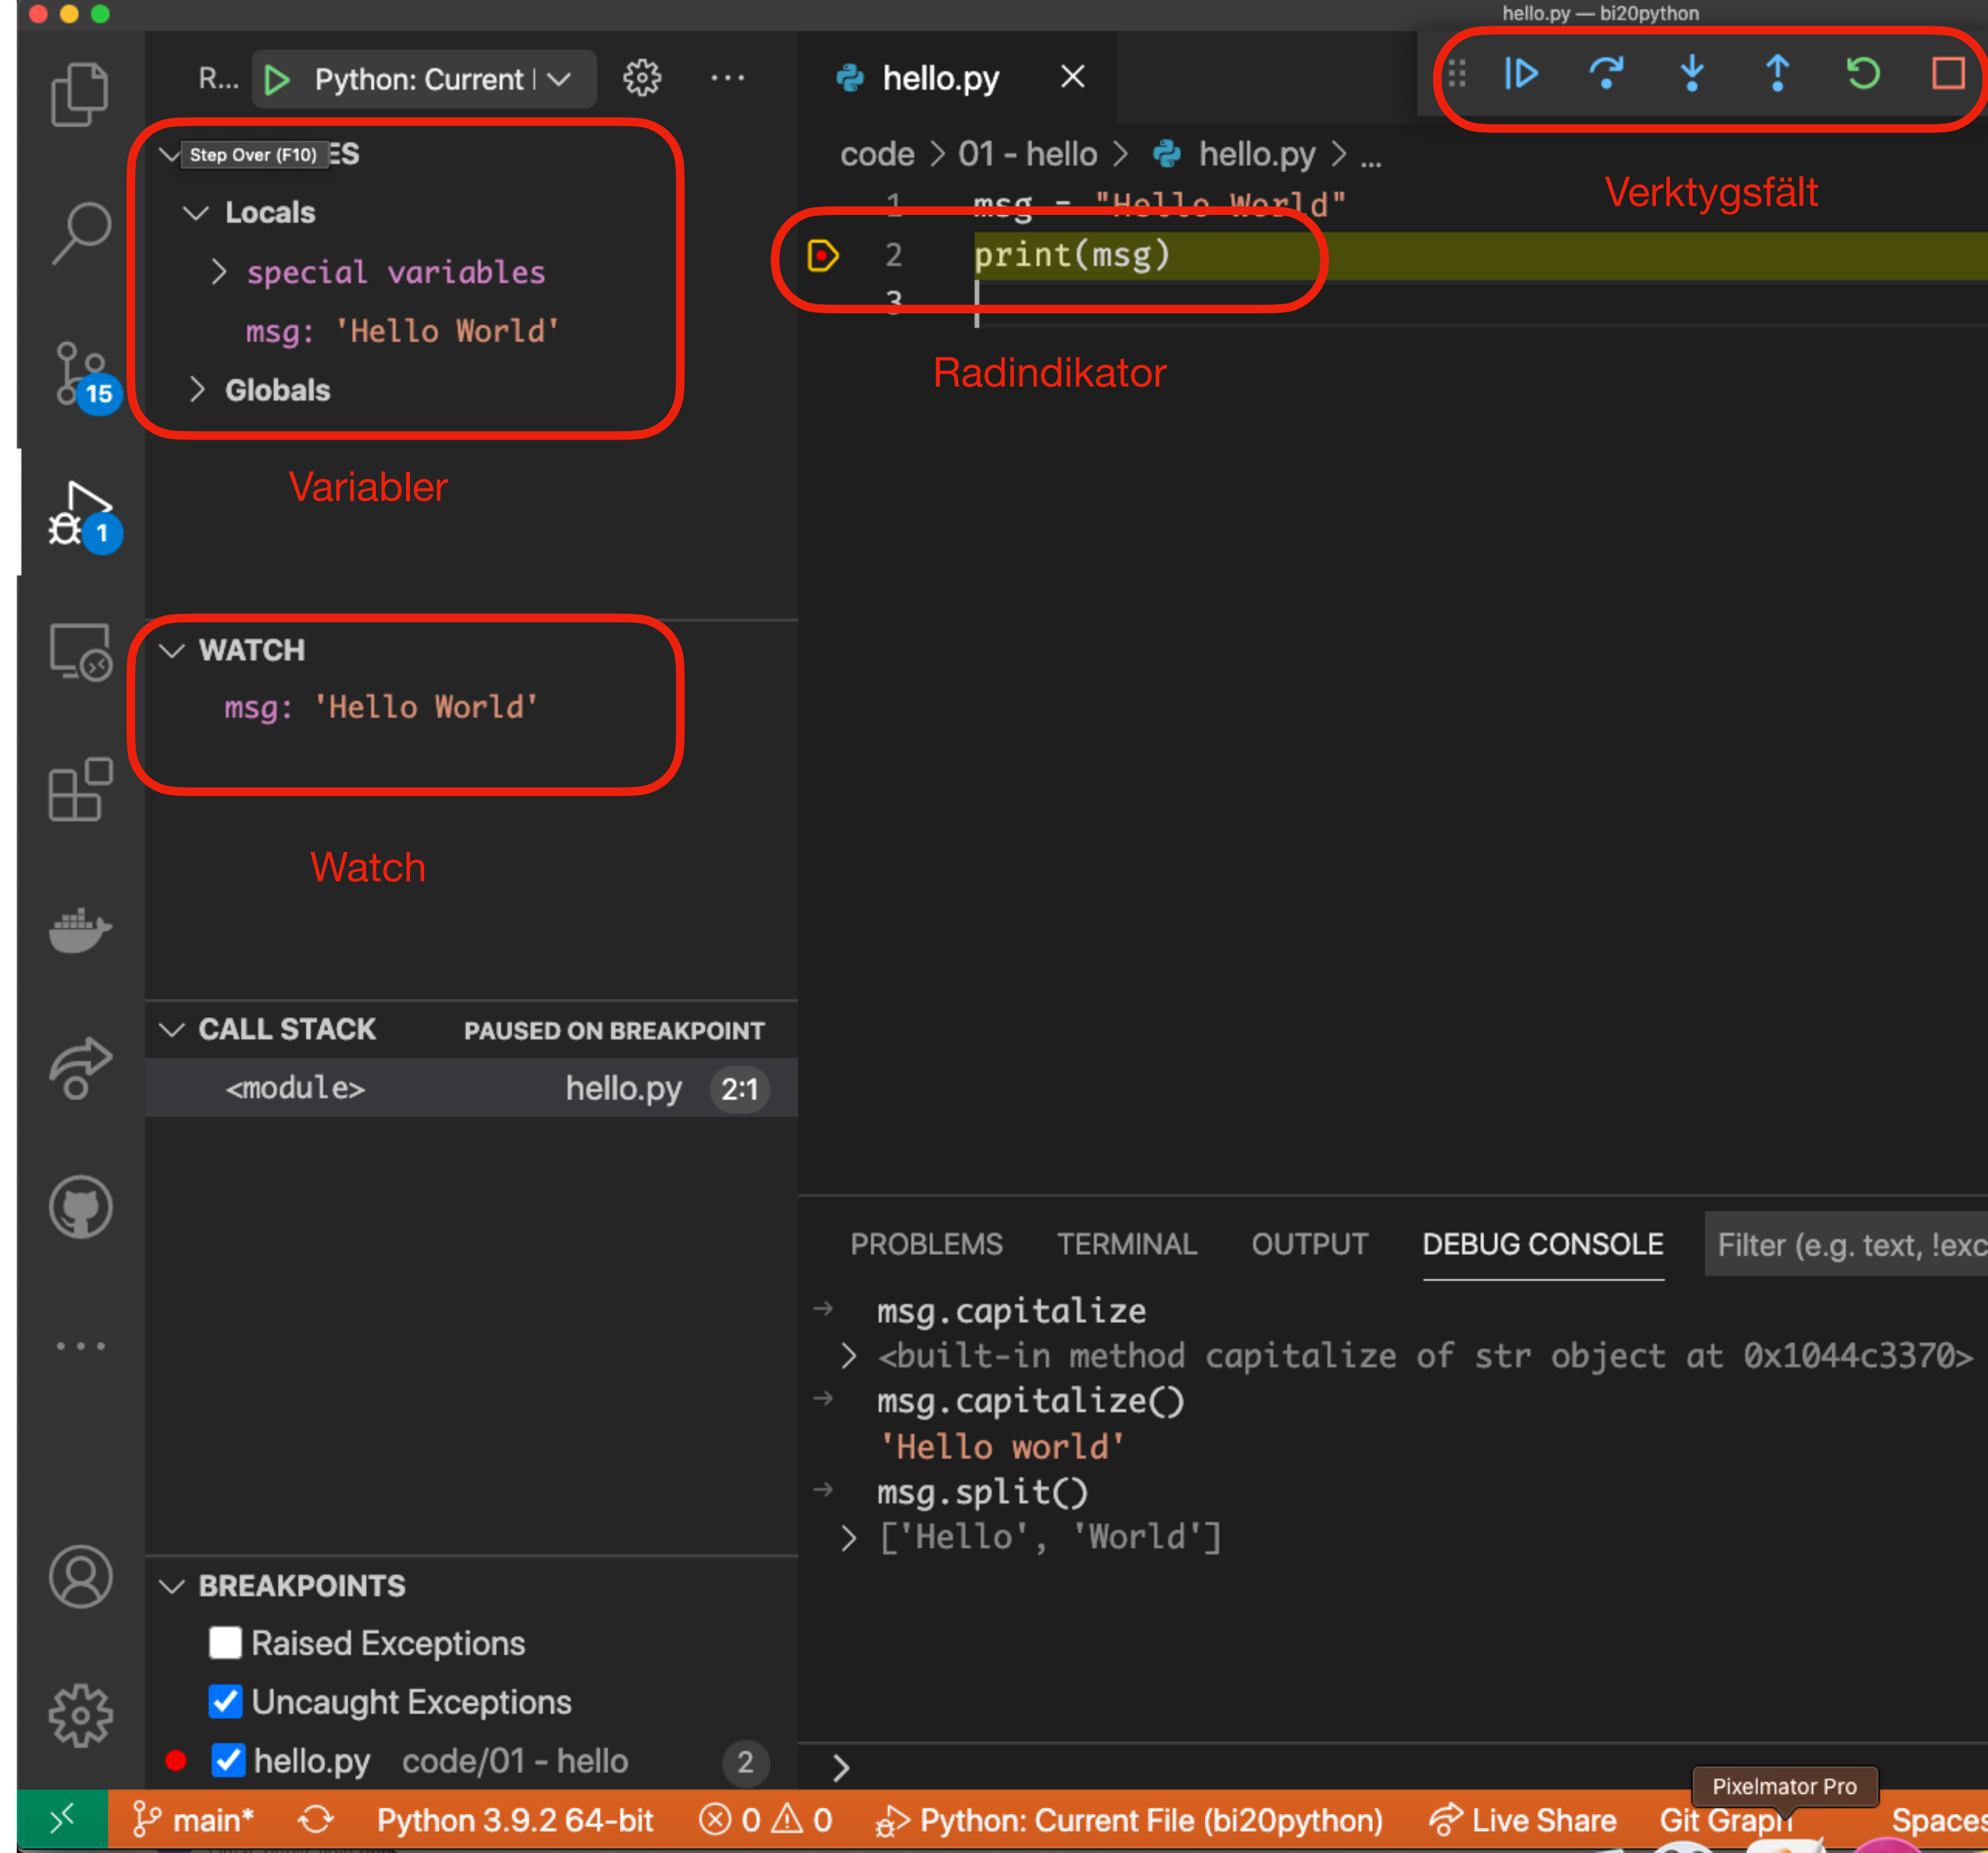 hello.py — bi20python
R... Python: Current
hello.py
Step Over (F10) ES
code > 01 - hello > hello.py > ...
Verktygsfält
1 msg = "Hello World"
Locals
2 print(msg)
special variables
3
msg: 'Hello World'
Radindikator
15
Globals
Variabler
1
WATCH
msg: 'Hello World'
Watch
CALL STACK PAUSED ON BREAKPOINT
<module> hello.py 2:1
PROBLEMS TERMINAL OUTPUT DEBUG CONSOLE Filter (e.g. text, !exc
msg.capitalize
<built-in method capitalize of str object at 0x1044c3370>
msg.capitalize()
'Hello world'
msg.split()
['Hello', 'World']
BREAKPOINTS
Raised Exceptions
Uncaught Exceptions
hello.py code/01 - hello 2
Pixelmator Pro
main* Python 3.9.2 64-bit 0 0 Python: Current File (bi20python) Live Share Git Graph Spaces